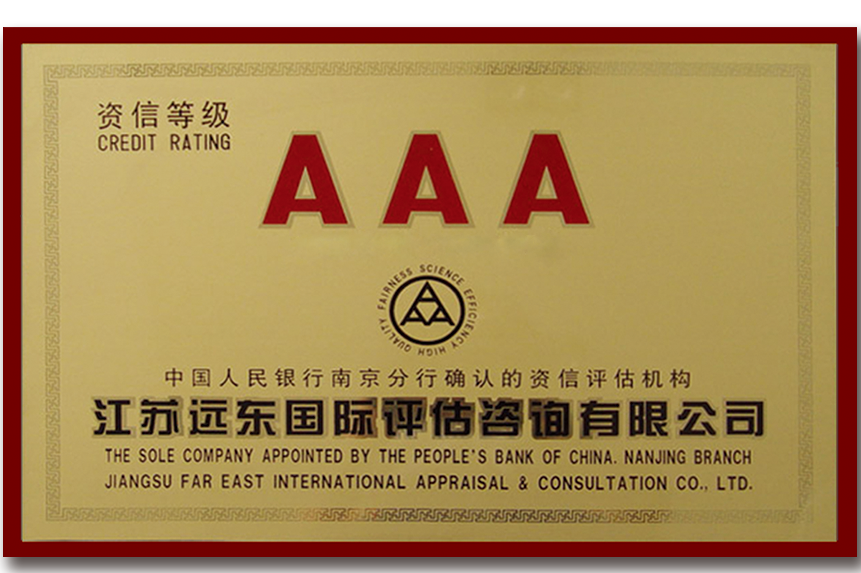 资信等级
CREDIT RATING
AAA
FAIRNESS SCIENCE EFFICIENCY HIGH QUALITY
中国人民银行南京分行确认的资信评估机构
江苏远东国际评估咨询有限公司
THE SOLE COMPANY APPOINTED BY THE PEOPLE'S BANK OF CHINA. NANJING BRANCH
JIANGSU FAR EAST INTERNATIONAL APPRAISAL & CONSULTATION CO., LTD.